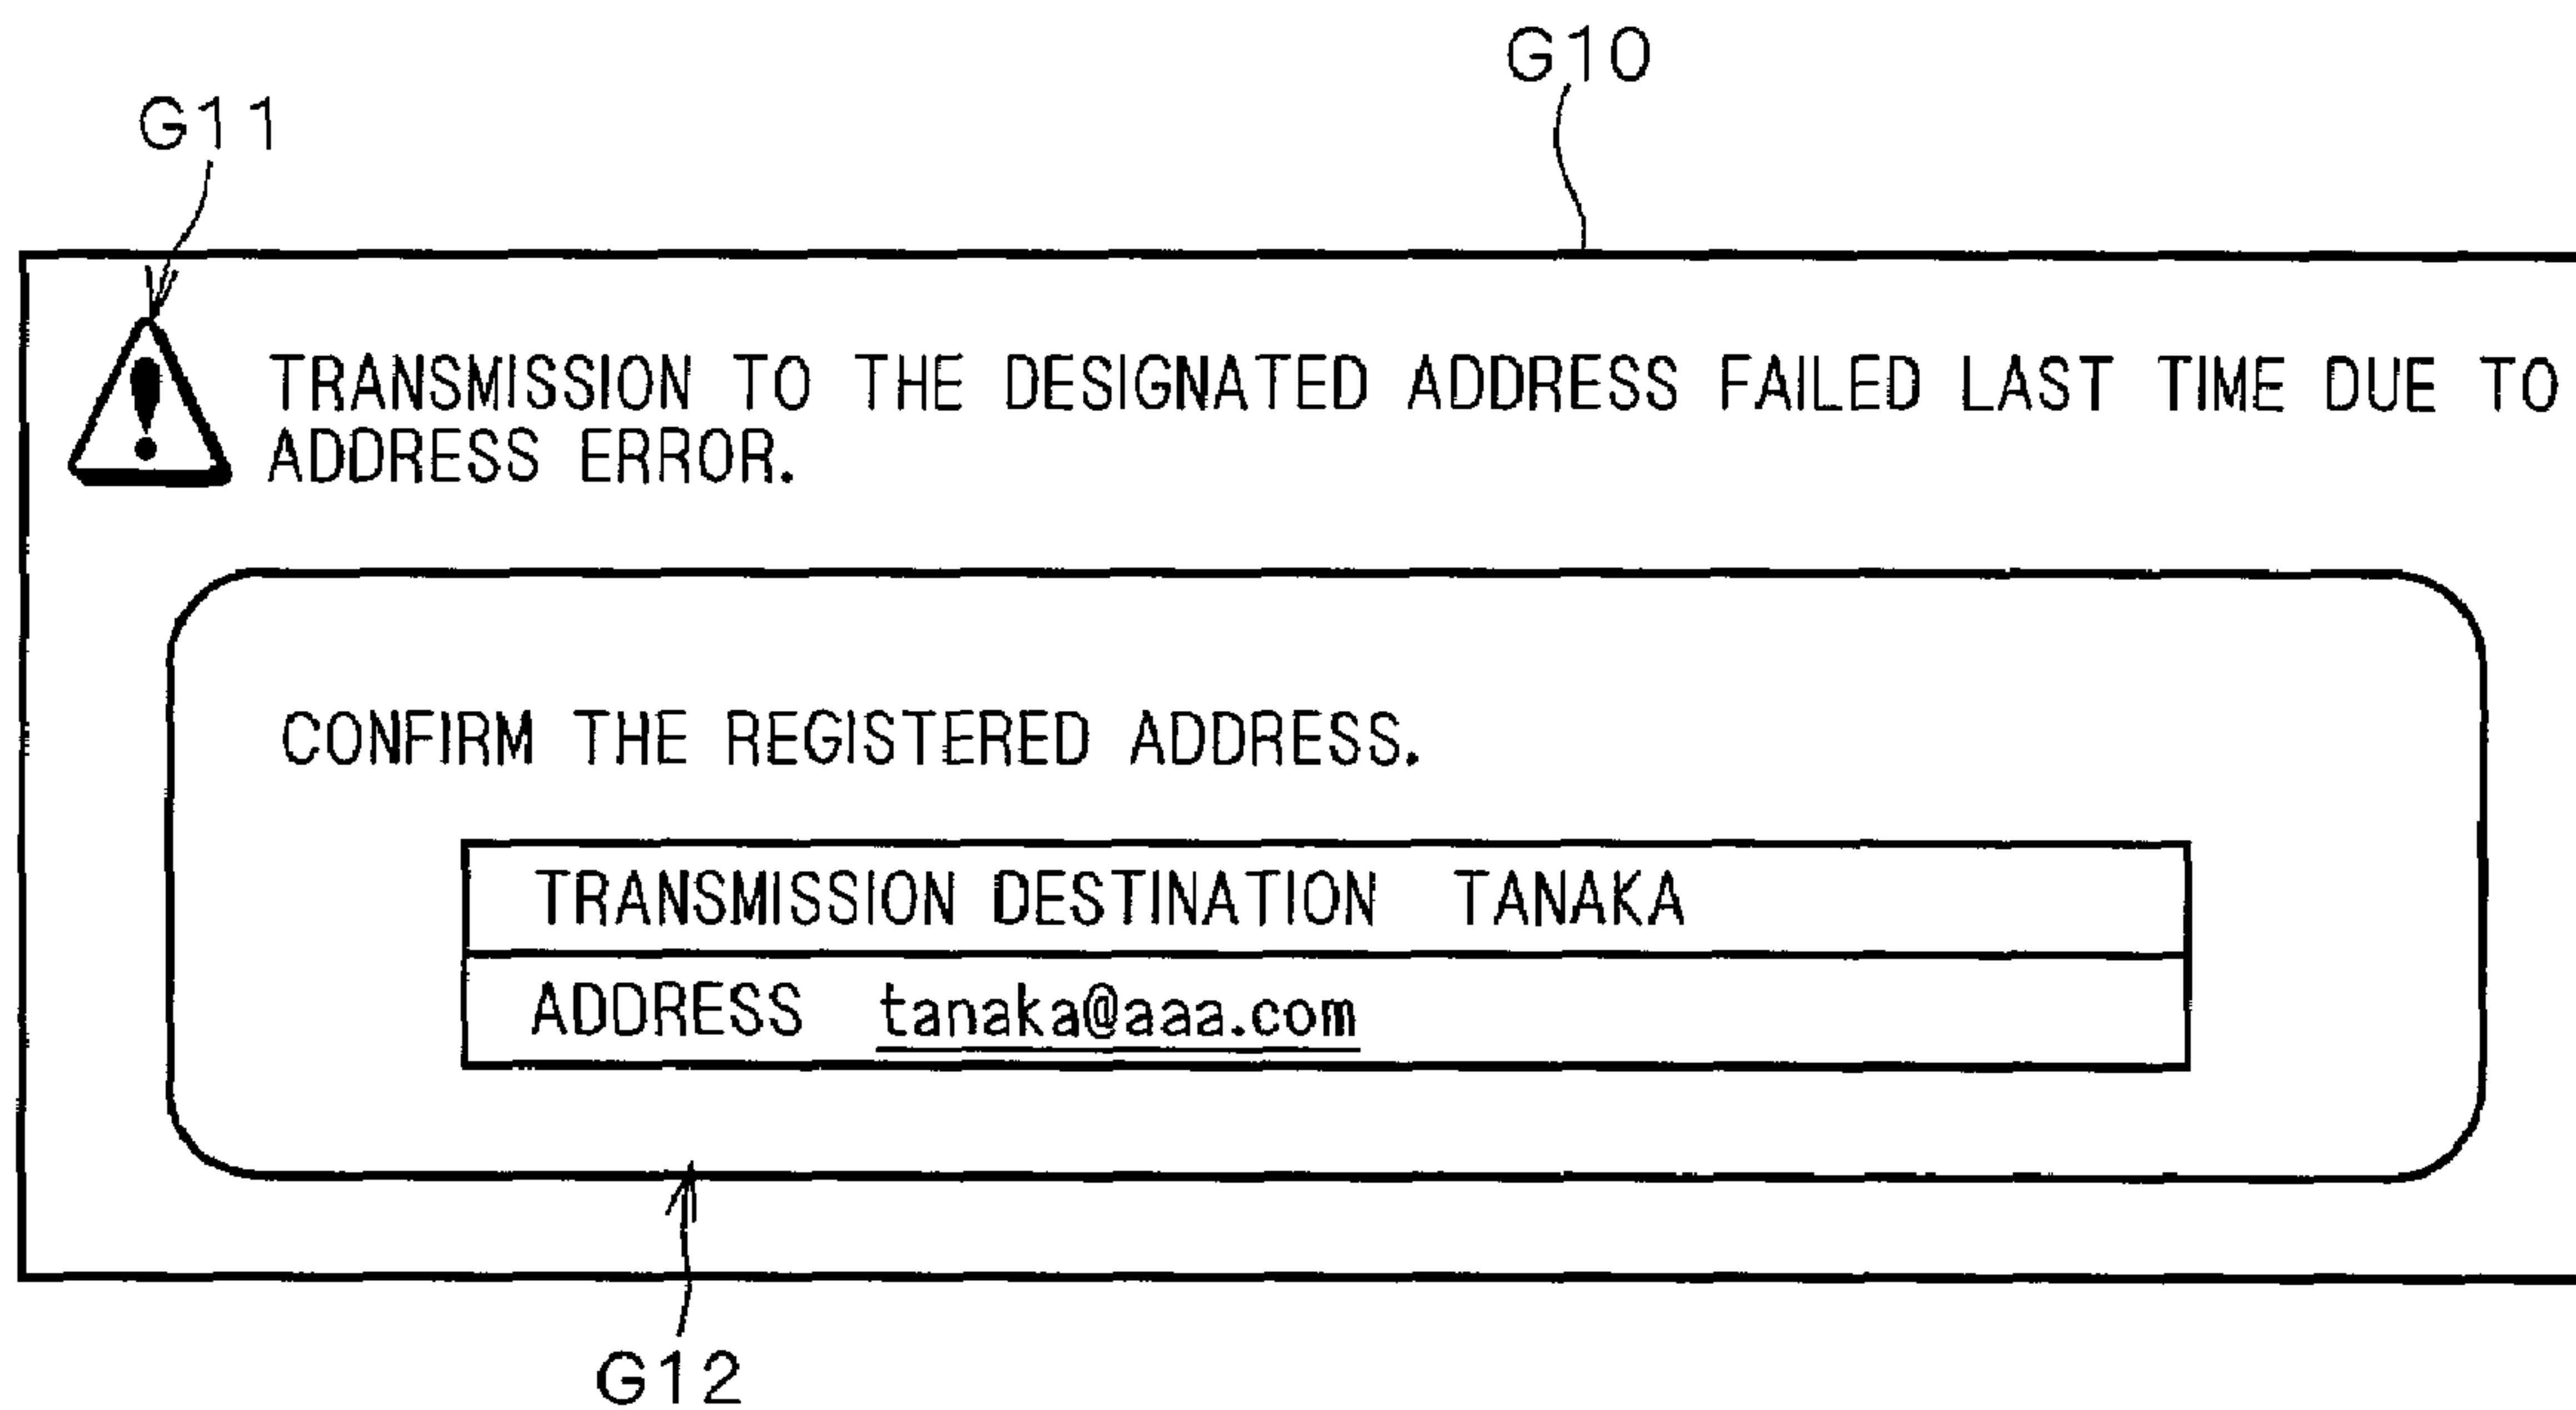 G10
G11
TRANSMISSION TO THE DESIGNATED ADDRESS FAILED LAST TIME DUE TO
ADDRESS ERROR.
CONFIRM THE REGISTERED ADDRESS.
TRANSMISSION DESTINATION TANAKA
ADDRESS tanaka@aaa.com
G12